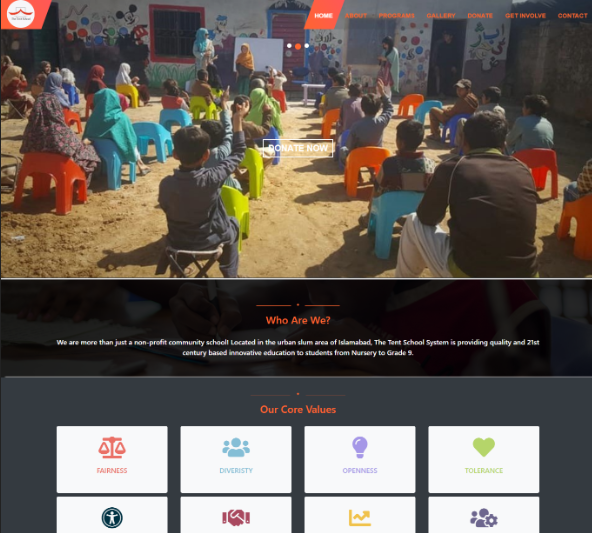 HOME ABOUT PROGRAMS GALLERY DONATE GET INVOLVE CONTACT
DONATE NOW
Who Are We?
We are more than just a non-profit community school! Located in the urban slum area of Islamabad, The Tent School System is providing quality and 21st
century based innovative education to students from Nursery to Grade 9.
Our Core Values
FAIRNESS DIVERISTY OPENNESS TOLERANCE